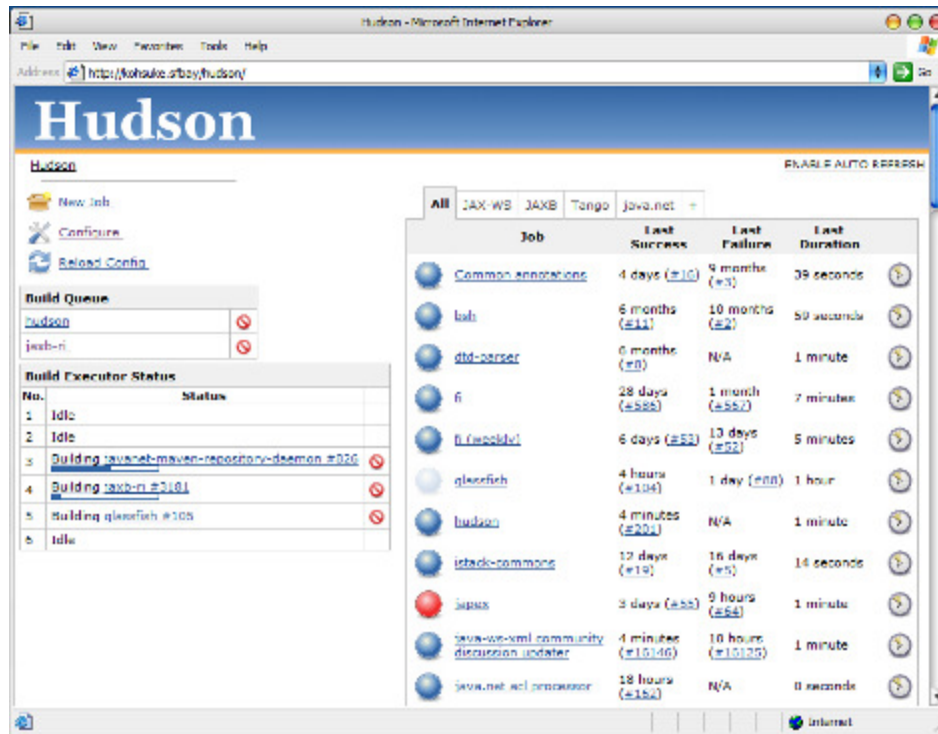 Hudson - Microsoft Internet Explorer
File Edit View Favorites Tools Help
Address http://kohsuke.sfbay/hudson/ Go
Hudson
Hudson
ENABLE AUTO REFRESH
New Job
Configure
Reload Config
Build Queue
hudson
jaxb-ri
Build Executor Status
No. Status
1 Idle
2 Idle
3 Building javanet-maven-repository-daemon #826
4 Building jaxb-ri #3181
5 Building glassfish #105
6 Idle
All JAX-WS JAXB Tango java.net +
Job Last Success Last Failure Last Duration
Common annotations 4 days (#16) 9 months (#3) 39 seconds
bsh 6 months (#11) 10 months (#2) 50 seconds
dtd-parser 6 months (#8) N/A 1 minute
fi 28 days (#586) 1 month (#567) 7 minutes
fi (weekly) 6 days (#53) 13 days (#52) 5 minutes
glassfish 4 hours (#104) 1 day (#88) 1 hour
hudson 4 minutes (#201) N/A 1 minute
istack-commons 12 days (#19) 16 days (#5) 14 seconds
japex 3 days (#55) 9 hours (#64) 1 minute
java-ws-xml community discussion updater 4 minutes (#16146) 10 hours (#16125) 1 minute
java.net acl processor 18 hours (#162) N/A 0 seconds
Internet